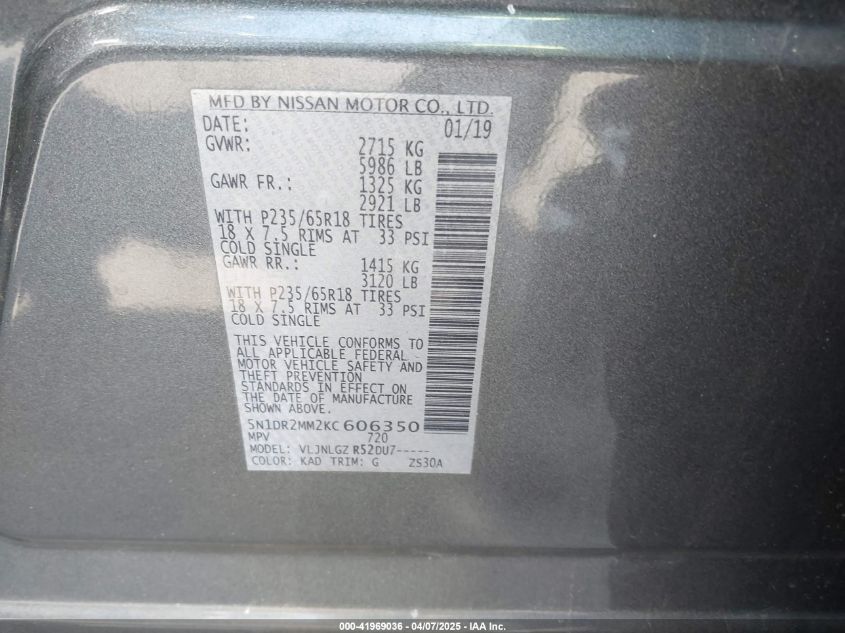 MFD BY NISSAN MOTOR CO., LTD.
DATE: 01/19
GVWR: 2715 KG
5986 LB
GAWR FR.: 1325 KG
2921 LB
WITH P235/65R18 TIRES
18 X 7.5 RIMS AT 33 PSI
COLD SINGLE
GAWR RR.: 1415 KG
3120 LB
WITH P235/65R18 TIRES
18 X 7.5 RIMS AT 33 PSI
COLD SINGLE
THIS VEHICLE CONFORMS TO
ALL APPLICABLE FEDERAL
MOTOR VEHICLE SAFETY AND
THEFT PREVENTION
STANDARDS IN EFFECT ON
THE DATE OF MANUFACTURE
SHOWN ABOVE.
5N1DR2MM2KC606350
MPV 720
MODEL: VLJNLGZ R52DU7-----
COLOR: KAD TRIM: G ZS30A
000-41969036 - 04/07/2025 - IAA Inc.